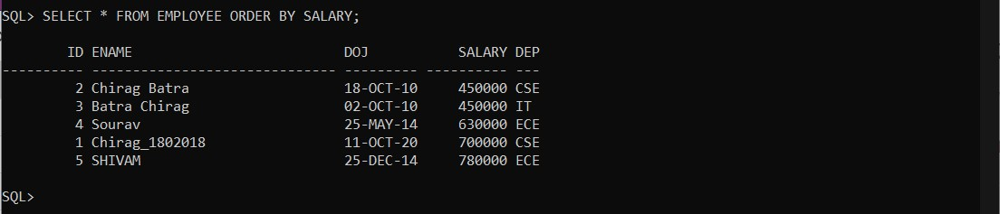 SQL> SELECT * FROM EMPLOYEE ORDER BY SALARY;
ID ENAME DOJ SALARY DEP
---------- ------------------------------ --------- ---------- ---
2 Chirag Batra 18-OCT-10 450000 CSE
3 Batra Chirag 02-OCT-10 450000 IT
4 Sourav 25-MAY-14 630000 ECE
1 Chirag_1802018 11-OCT-20 700000 CSE
5 SHIVAM 25-DEC-14 780000 ECE
SQL>